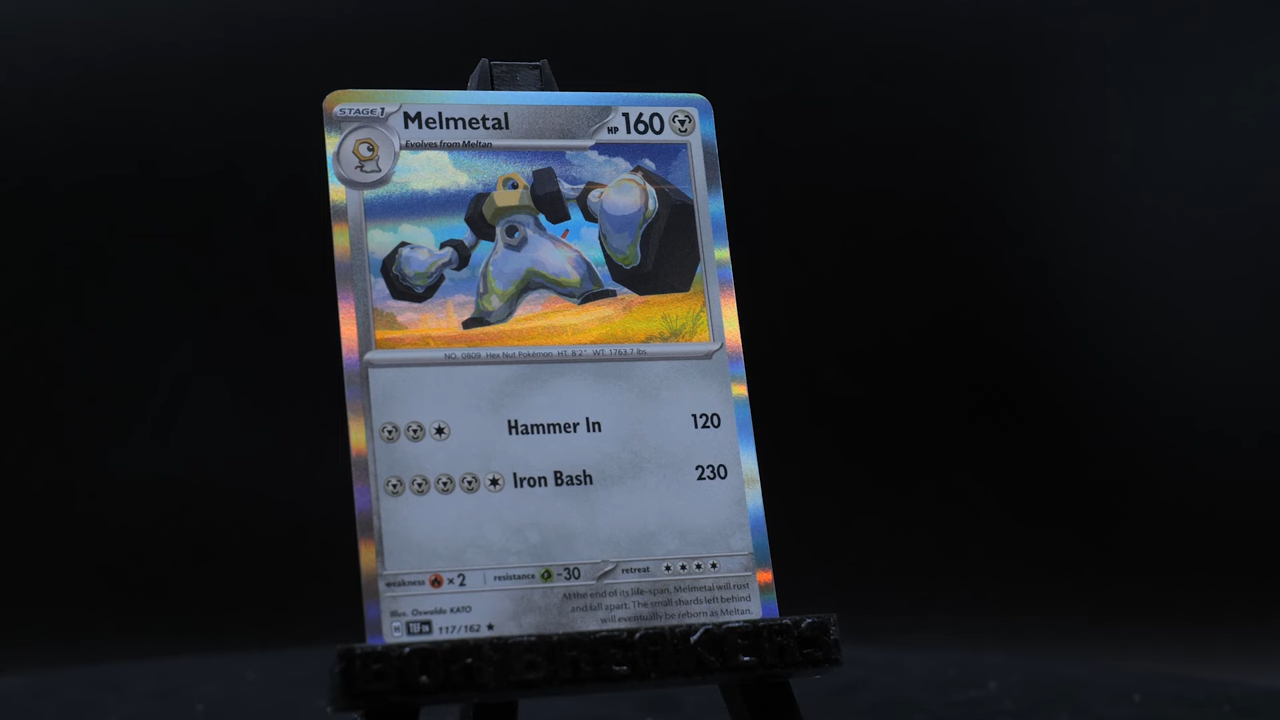 STAGE1 Melmetal HP 160
Evolves from Meltan
NO. 0809 Hex Nut Pokémon HT: 8'2" WT: 1763.7 lbs
Hammer In 120
Iron Bash 230
weakness ×2 resistance -30 retreat
At the end of its life-span, Melmetal will rust
and fall apart. The small shards left behind
will eventually be reborn as Meltan.
Illus. Oswaldo KATO
H TEF EN 117/162 ★